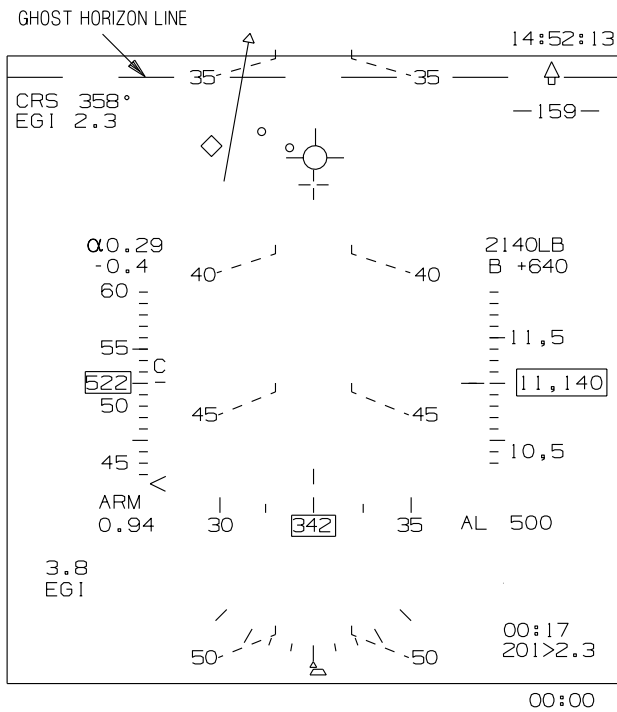 GHOST HORIZON LINE
14:52:13
35 35
CRS 358°
EGI 2.3
159
α0.29
-0.4
2140LB
B +640
40 40
60
55
11,5
C
522
11,140
50
45 45
45
10,5
ARM
0.94
30 342 35
AL 500
3.8
EGI
00:17
201>2.3
50 50
00:00